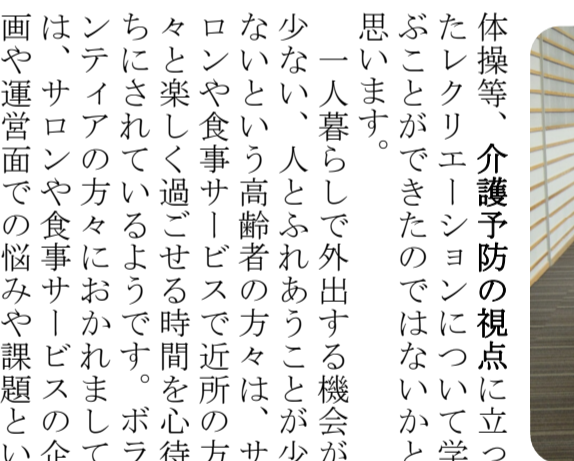 体操等、介護予防の視点に立っ
たレクリエーションについて学
ぶことができたのではないかと
思います。
　一人暮らしで外出する機会が
少ない、人とふれあうことが少
ないという高齢者の方々は、サ
ロンや食事サービスで近所の方
々と楽しく過ごせる時間を心待
ちにされているようです。ボラ
ンティアの方々におかれまして
は、サロンや食事サービスの企
画や運営面での悩みや課題とい